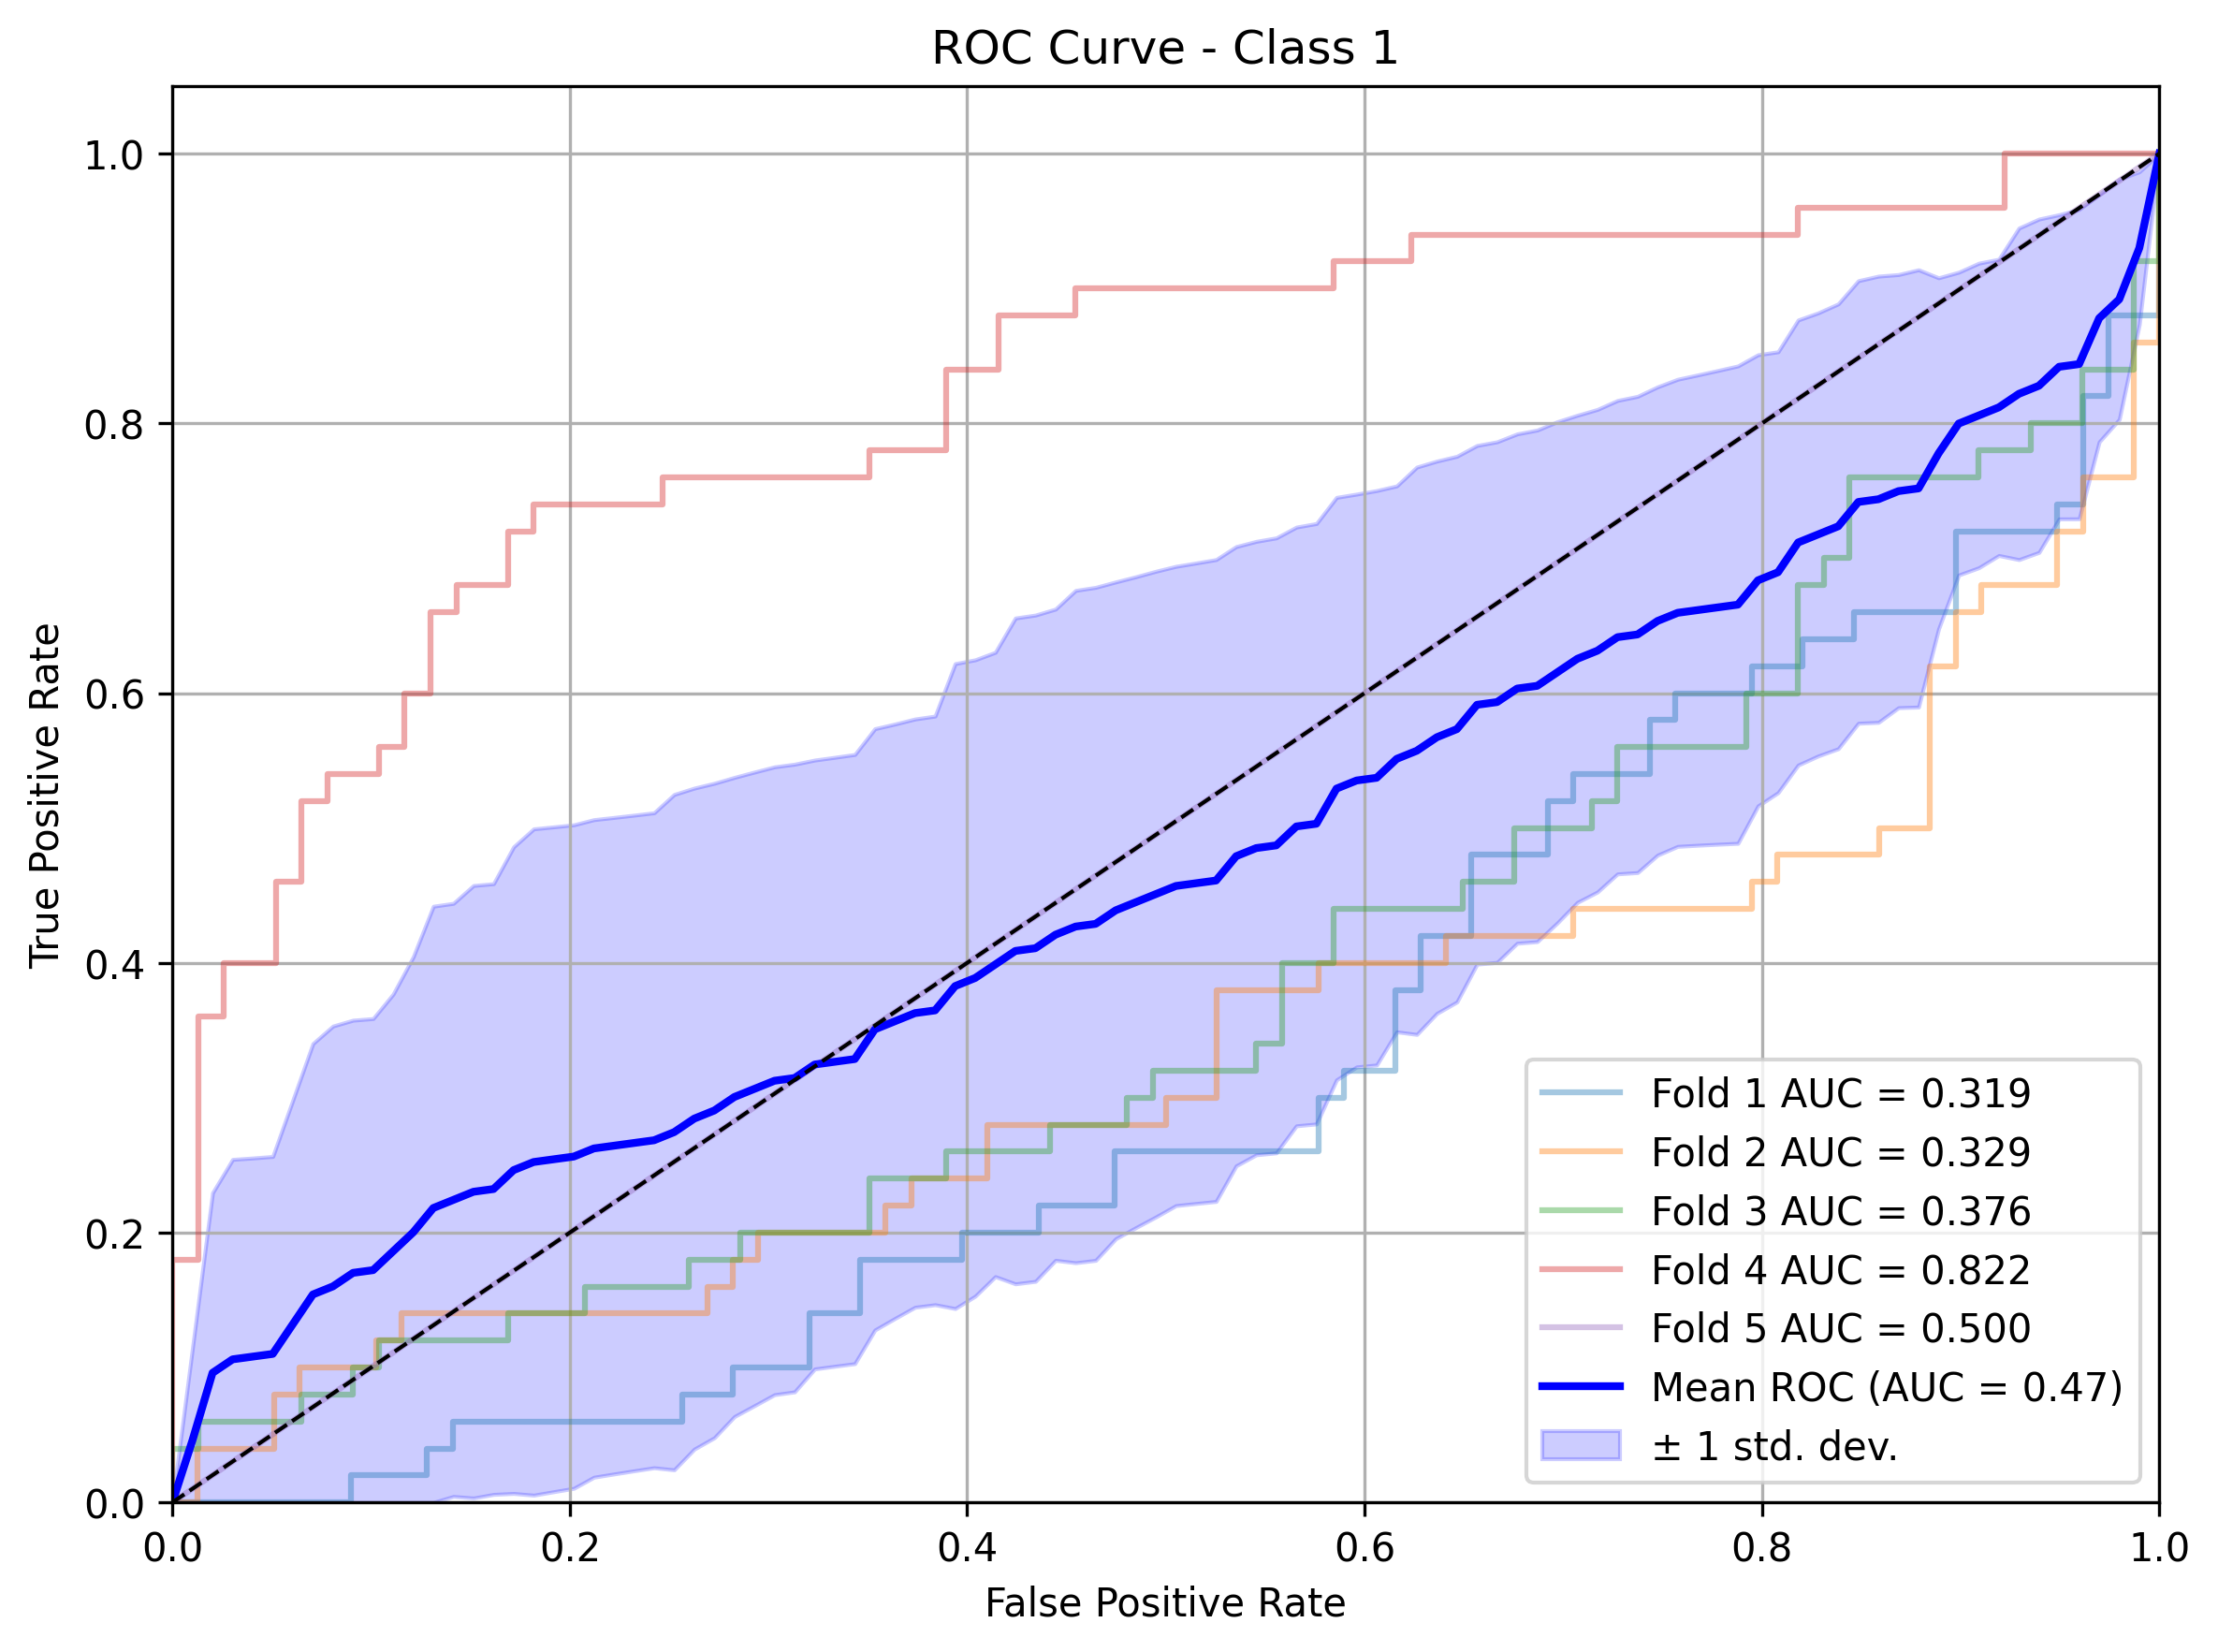 ROC Curve - Class 1
True Positive Rate
1.0
0.8
0.6
0.4
0.2
0.0
0.0 0.2 0.4 0.6 0.8 1.0
False Positive Rate
Fold 1 AUC = 0.319
Fold 2 AUC = 0.329
Fold 3 AUC = 0.376
Fold 4 AUC = 0.822
Fold 5 AUC = 0.500
Mean ROC (AUC = 0.47)
± 1 std. dev.